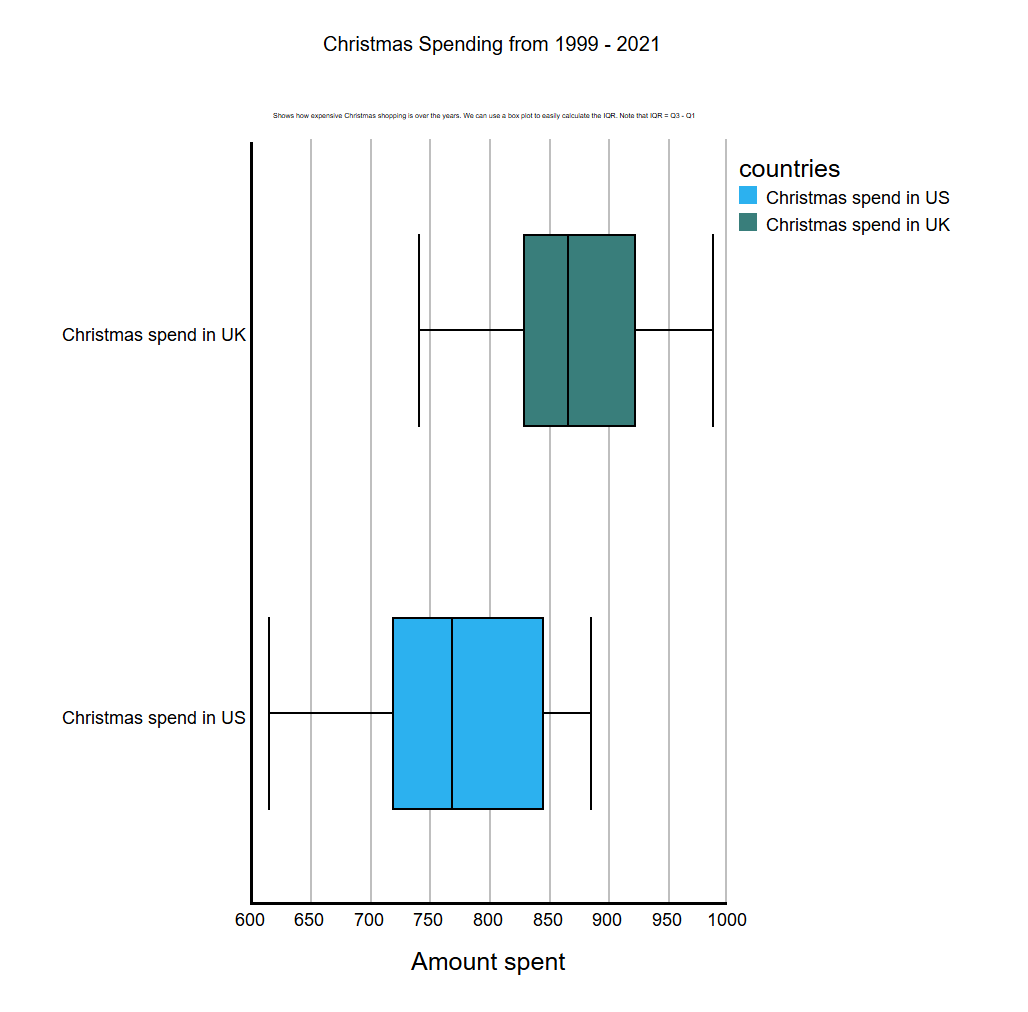 Christmas Spending from 1999 - 2021
Shows how expensive Christmas shopping is over the years. We can use a box plot to easily calculate the IQR. Note that IQR = Q3 - Q1
countries
Christmas spend in US
Christmas spend in UK
Christmas spend in UK
Christmas spend in US
600 650 700 750 800 850 900 950 1000
Amount spent